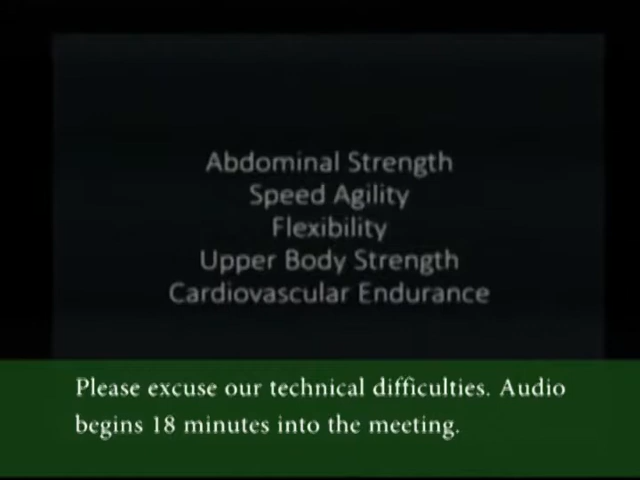 Abdominal Strength
Speed Agility
Flexibility
Upper Body Strength
Cardiovascular Endurance
Please excuse our technical difficulties. Audio
begins 18 minutes into the meeting.